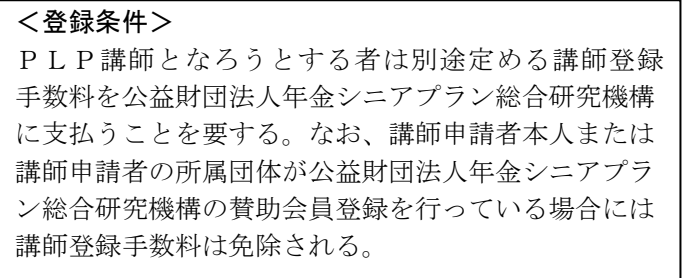 ＜登録条件＞
ＰＬＰ講師となろうとする者は別途定める講師登録
手数料を公益財団法人年金シニアプラン総合研究機構
に支払うことを要する。なお、講師申請者本人または
講師申請者の所属団体が公益財団法人年金シニアプラ
ン総合研究機構の賛助会員登録を行っている場合には
講師登録手数料は免除される。